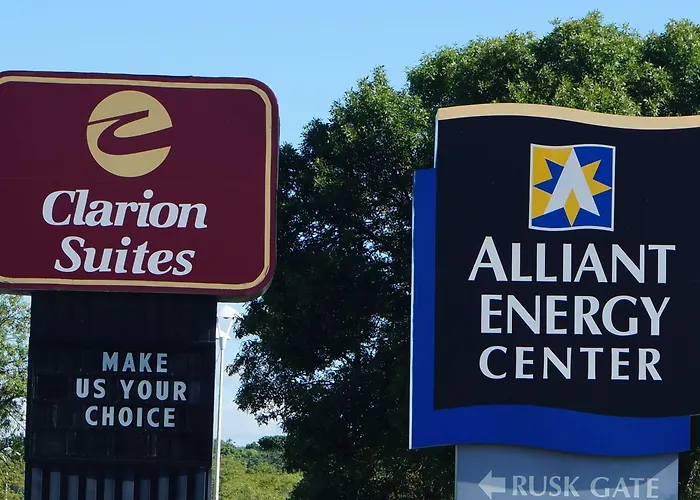 Clarion
Suites
MAKE
US YOUR
CHOICE
ALLIANT
ENERGY
CENTER
RUSK GATE